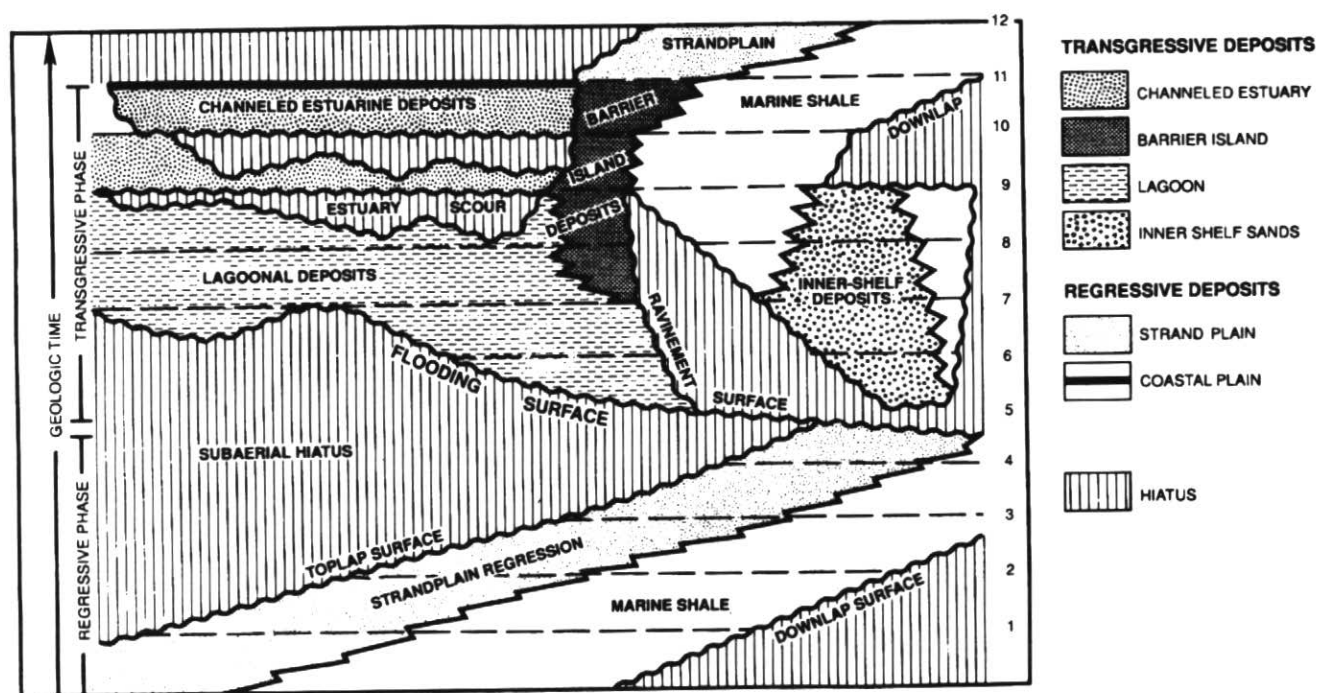 GEOLOGIC TIME
TRANSGRESSIVE PHASE
REGRESSIVE PHASE
STRANDPLAIN
CHANNELED ESTUARINE DEPOSITS
BARRIER
ISLAND
DEPOSITS
MARINE SHALE
DOWNLAP
ESTUARY SCOUR
LAGOONAL DEPOSITS
INNER-SHELF
DEPOSITS
RAVINEMENT
SURFACE
FLOODING
SURFACE
SUBAERIAL HIATUS
TOPLAP SURFACE
STRANDPLAIN REGRESSION
MARINE SHALE
DOWNLAP SURFACE
12
11
10
9
8
7
6
5
4
3
2
1
TRANSGRESSIVE DEPOSITS
CHANNELED ESTUARY
BARRIER ISLAND
LAGOON
INNER SHELF SANDS
REGRESSIVE DEPOSITS
STRAND PLAIN
COASTAL PLAIN
HIATUS